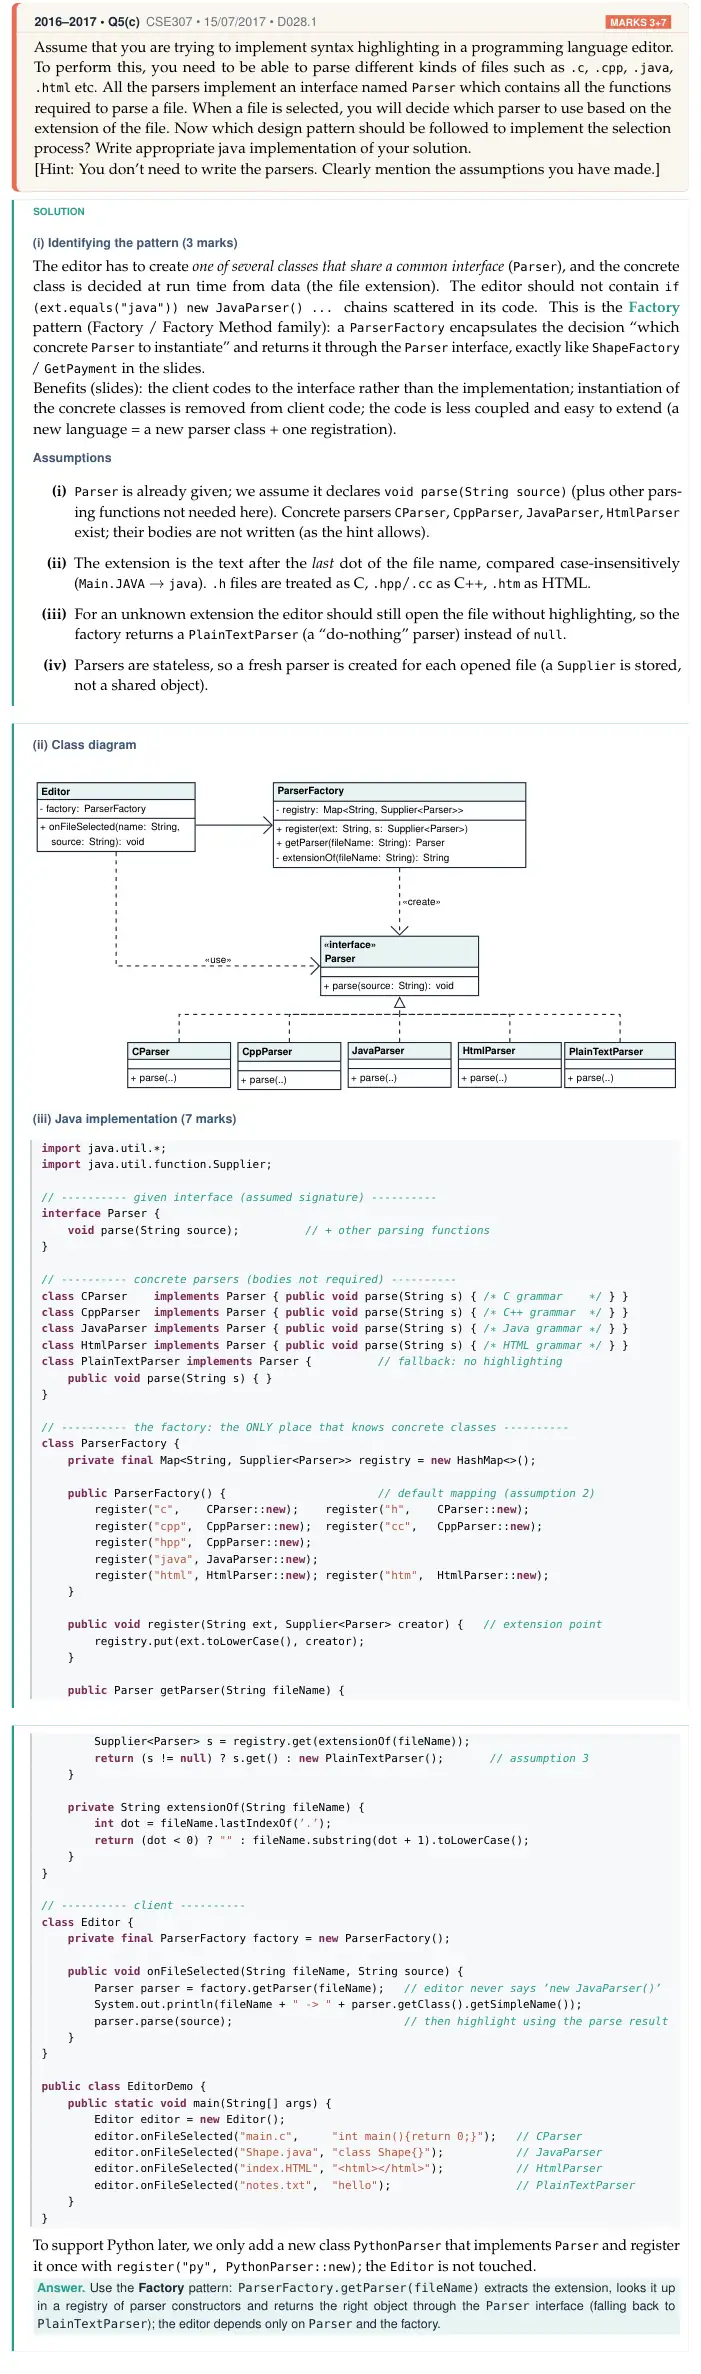 2016–2017 • Q5(c) CSE307 • 15/07/2017 • D028.1
MARKS 3+7
Assume that you are trying to implement syntax highlighting in a programming language editor.
To perform this, you need to be able to parse different kinds of files such as .c, .cpp, .java,
.html etc. All the parsers implement an interface named Parser which contains all the functions
required to parse a file. When a file is selected, you will decide which parser to use based on the
extension of the file. Now which design pattern should be followed to implement the selection
process? Write appropriate java implementation of your solution.
[Hint: You don’t need to write the parsers. Clearly mention the assumptions you have made.]
SOLUTION
(i) Identifying the pattern (3 marks)
The editor has to create one of several classes that share a common interface (Parser), and the concrete
class is decided at run time from data (the file extension). The editor should not contain if
(ext.equals("java")) new JavaParser() ... chains scattered in its code. This is the Factory
pattern (Factory / Factory Method family): a ParserFactory encapsulates the decision “which
concrete Parser to instantiate” and returns it through the Parser interface, exactly like ShapeFactory
/ GetPayment in the slides.
Benefits (slides): the client codes to the interface rather than the implementation; instantiation of
the concrete classes is removed from client code; the code is less coupled and easy to extend (a
new language = a new parser class + one registration).
Assumptions
(i) Parser is already given; we assume it declares void parse(String source) (plus other pars-
ing functions not needed here). Concrete parsers CParser, CppParser, JavaParser, HtmlParser
exist; their bodies are not written (as the hint allows).
(ii) The extension is the text after the last dot of the file name, compared case-insensitively
(Main.JAVA → java). .h files are treated as C, .hpp/.cc as C++, .htm as HTML.
(iii) For an unknown extension the editor should still open the file without highlighting, so the
factory returns a PlainTextParser (a “do-nothing” parser) instead of null.
(iv) Parsers are stateless, so a fresh parser is created for each opened file (a Supplier is stored,
not a shared object).
(ii) Class diagram
Editor
- factory: ParserFactory
+ onFileSelected(name: String,
source: String): void
ParserFactory
- registry: Map<String, Supplier<Parser>>
+ register(ext: String, s: Supplier<Parser>)
+ getParser(fileName: String): Parser
- extensionOf(fileName: String): String
«create»
«use»
«interface»
Parser
+ parse(source: String): void
CParser
+ parse(..)
CppParser
+ parse(..)
JavaParser
+ parse(..)
HtmlParser
+ parse(..)
PlainTextParser
+ parse(..)
(iii) Java implementation (7 marks)
import java.util.*;
import java.util.function.Supplier;
// ---------- given interface (assumed signature) ----------
interface Parser {
    void parse(String source);          // + other parsing functions
}
// ---------- concrete parsers (bodies not required) ----------
class CParser    implements Parser { public void parse(String s) { /* C grammar    */ } }
class CppParser  implements Parser { public void parse(String s) { /* C++ grammar  */ } }
class JavaParser implements Parser { public void parse(String s) { /* Java grammar */ } }
class HtmlParser implements Parser { public void parse(String s) { /* HTML grammar */ } }
class PlainTextParser implements Parser {          // fallback: no highlighting
    public void parse(String s) { }
}
// ---------- the factory: the ONLY place that knows concrete classes ----------
class ParserFactory {
    private final Map<String, Supplier<Parser>> registry = new HashMap<>();
    public ParserFactory() {                       // default mapping (assumption 2)
        register("c",    CParser::new);    register("h",    CParser::new);
        register("cpp",  CppParser::new);  register("cc",   CppParser::new);
        register("hpp",  CppParser::new);
        register("java", JavaParser::new);
        register("html", HtmlParser::new); register("htm",  HtmlParser::new);
    }
    public void register(String ext, Supplier<Parser> creator) {   // extension point
        registry.put(ext.toLowerCase(), creator);
    }
    public Parser getParser(String fileName) {
        Supplier<Parser> s = registry.get(extensionOf(fileName));
        return (s != null) ? s.get() : new PlainTextParser();       // assumption 3
    }
    private String extensionOf(String fileName) {
        int dot = fileName.lastIndexOf('.');
        return (dot < 0) ? "" : fileName.substring(dot + 1).toLowerCase();
    }
}
// ---------- client ----------
class Editor {
    private final ParserFactory factory = new ParserFactory();
    public void onFileSelected(String fileName, String source) {
        Parser parser = factory.getParser(fileName);   // editor never says ’new JavaParser()’
        System.out.println(fileName + " -> " + parser.getClass().getSimpleName());
        parser.parse(source);                          // then highlight using the parse result
    }
}
public class EditorDemo {
    public static void main(String[] args) {
        Editor editor = new Editor();
        editor.onFileSelected("main.c",     "int main(){return 0;}");   // CParser
        editor.onFileSelected("Shape.java", "class Shape{}");           // JavaParser
        editor.onFileSelected("index.HTML", "<html></html>");           // HtmlParser
        editor.onFileSelected("notes.txt",  "hello");                   // PlainTextParser
    }
}
To support Python later, we only add a new class PythonParser that implements Parser and register
it once with register("py", PythonParser::new); the Editor is not touched.
Answer. Use the Factory pattern: ParserFactory.getParser(fileName) extracts the extension, looks it up
in a registry of parser constructors and returns the right object through the Parser interface (falling back to
PlainTextParser); the editor depends only on Parser and the factory.